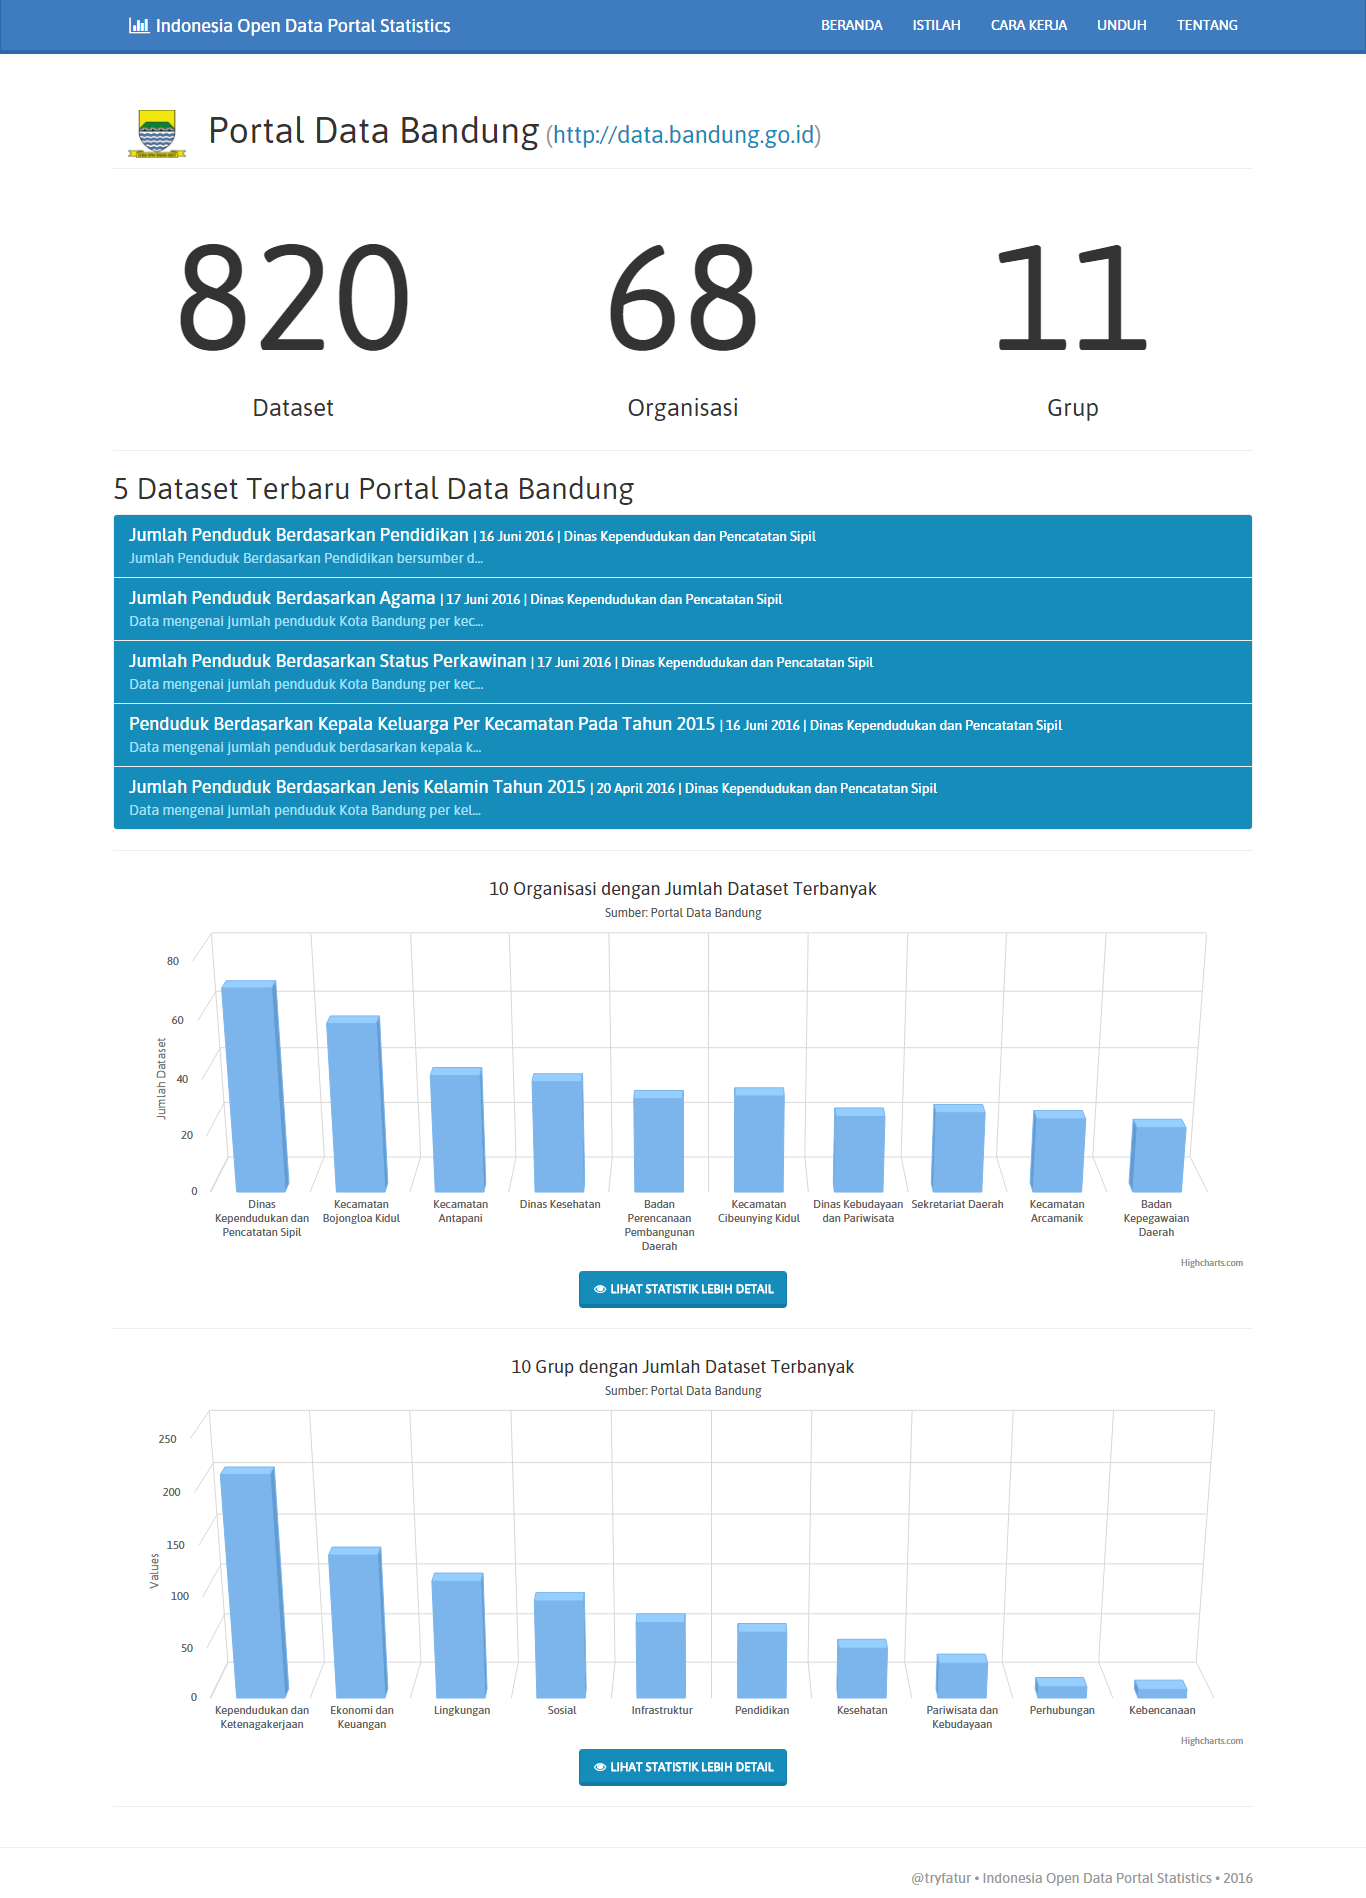 Indonesia Open Data Portal Statistics
BERANDA ISTILAH CARA KERJA UNDUH TENTANG
Portal Data Bandung (http://data.bandung.go.id)
820 68 11
Dataset Organisasi Grup
5 Dataset Terbaru Portal Data Bandung
Jumlah Penduduk Berdasarkan Pendidikan | 16 Juni 2016 | Dinas Kependudukan dan Pencatatan Sipil
Jumlah Penduduk Berdasarkan Pendidikan bersumber d...
Jumlah Penduduk Berdasarkan Agama | 17 Juni 2016 | Dinas Kependudukan dan Pencatatan Sipil
Data mengenai jumlah penduduk Kota Bandung per kec...
Jumlah Penduduk Berdasarkan Status Perkawinan | 17 Juni 2016 | Dinas Kependudukan dan Pencatatan Sipil
Data mengenai jumlah penduduk Kota Bandung per kec...
Penduduk Berdasarkan Kepala Keluarga Per Kecamatan Pada Tahun 2015 | 16 Juni 2016 | Dinas Kependudukan dan Pencatatan Sipil
Data mengenai jumlah penduduk berdasarkan kepala k...
Jumlah Penduduk Berdasarkan Jenis Kelamin Tahun 2015 | 20 April 2016 | Dinas Kependudukan dan Pencatatan Sipil
Data mengenai jumlah penduduk Kota Bandung per kel...
10 Organisasi dengan Jumlah Dataset Terbanyak
Sumber: Portal Data Bandung
Jumlah Dataset
80
60
40
20
0
Dinas Kependudukan dan Pencatatan Sipil
Kecamatan Bojongloa Kidul
Kecamatan Antapani
Dinas Kesehatan
Badan Perencanaan Pembangunan Daerah
Kecamatan Cibeunying Kidul
Dinas Kebudayaan dan Pariwisata
Sekretariat Daerah
Kecamatan Arcamanik
Badan Kepegawaian Daerah
Highcharts.com
LIHAT STATISTIK LEBIH DETAIL
10 Grup dengan Jumlah Dataset Terbanyak
Sumber: Portal Data Bandung
Values
250
200
150
100
50
0
Kependudukan dan Ketenagakerjaan
Ekonomi dan Keuangan
Lingkungan
Sosial
Infrastruktur
Pendidikan
Kesehatan
Pariwisata dan Kebudayaan
Perhubungan
Kebencanaan
Highcharts.com
LIHAT STATISTIK LEBIH DETAIL
@tryfatur • Indonesia Open Data Portal Statistics • 2016